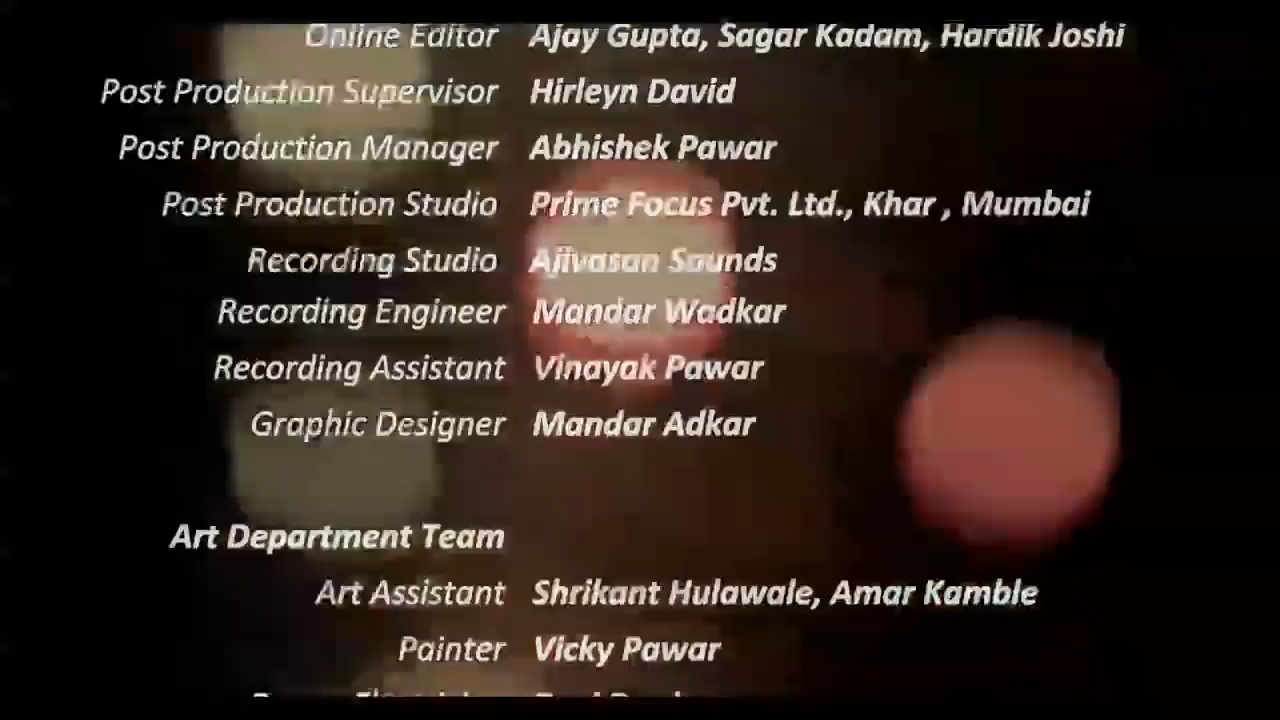 Online Editor Ajay Gupta, Sagar Kadam, Hardik Joshi
Post Production Supervisor Hirleyn David
Post Production Manager Abhishek Pawar
Post Production Studio Prime Focus Pvt. Ltd., Khar , Mumbai
Recording Studio Ajivasan Sounds
Recording Engineer Mandar Wadkar
Recording Assistant Vinayak Pawar
Graphic Designer Mandar Adkar
Art Department Team
Art Assistant Shrikant Hulawale, Amar Kamble
Painter Vicky Pawar